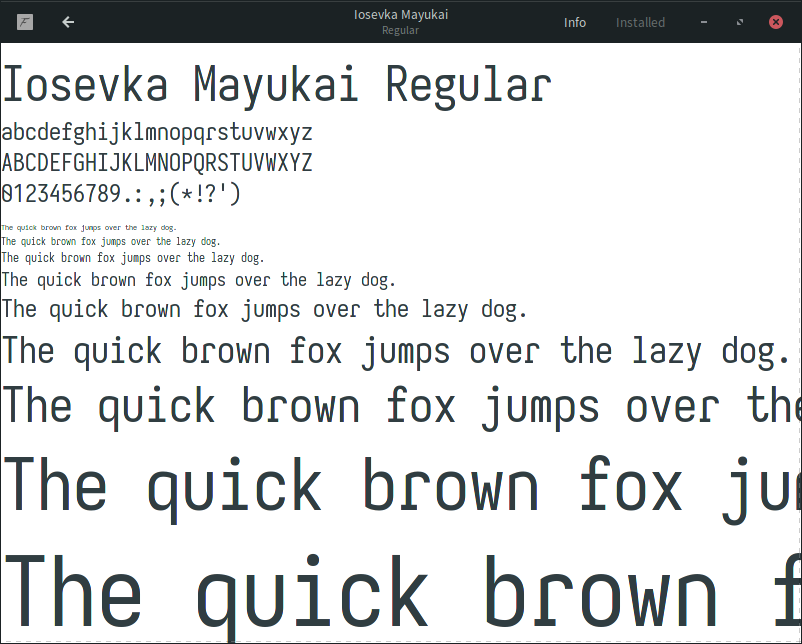 Iosevka Mayukai
Regular
Info
Installed
Iosevka Mayukai Regular
abcdefghijklmnopqrstuvwxyz
ABCDEFGHIJKLMNOPQRSTUVWXYZ
0123456789.:,;(*!?')
The quick brown fox jumps over the lazy dog.
The quick brown fox jumps over the lazy dog.
The quick brown fox jumps over the lazy dog.
The quick brown fox jumps over the lazy dog.
The quick brown fox jumps over the lazy dog.
The quick brown fox jumps over the lazy dog.
The quick brown fox jumps over the
The quick brown fox jum
The quick brown f